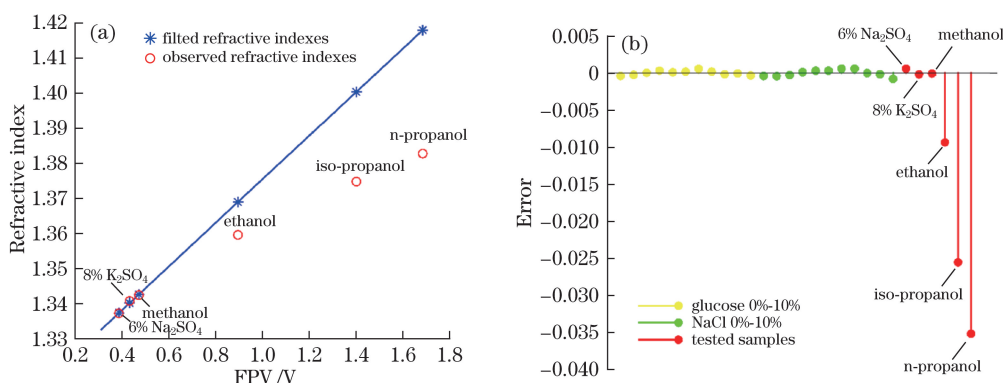 (a)
filted refractive indexes
observed refractive indexes
1.42
1.41
1.40
1.39
1.38
1.37
1.36
1.35
1.34
1.33
Refractive index
n-propanol
iso-propanol
ethanol
8% K₂SO₄
methanol
6% Na₂SO₄
0.2 0.4 0.6 0.8 1.0 1.2 1.4 1.6 1.8
FPV /V
(b)
0.005
0
−0.005
−0.010
−0.015
−0.020
−0.025
−0.030
−0.035
−0.040
Error
6% Na₂SO₄
methanol
8% K₂SO₄
ethanol
iso-propanol
n-propanol
glucose 0%-10%
NaCl 0%-10%
tested samples